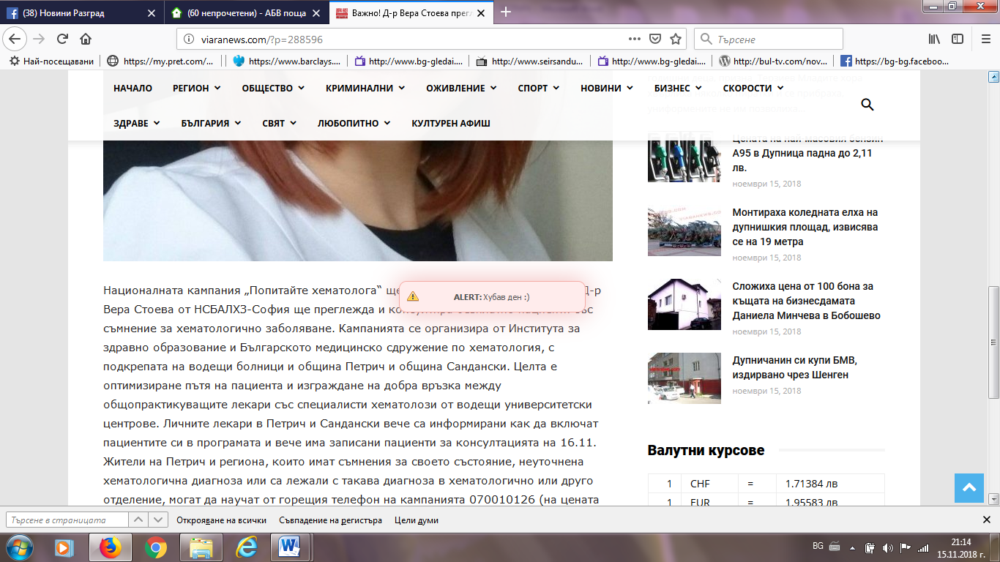 (38) Новини Разград
(60 непрочетени) - АБВ поща
Важно! Д-р Вера Стоева прегл
viaranews.com/?p=288596
Търсене
Най-посещавани
https://my.pret.com/...
https://www.barclays....
http://www.bg-gledai....
http://www.seirsandu...
http://www.bg-gledai....
http://bul-tv.com/nov...
https://bg-bg.faceboo...
НАЧАЛО РЕГИОН ОБЩЕСТВО КРИМИНАЛНИ ОЖИВЛЕНИЕ СПОРТ НОВИНИ БИЗНЕС СКОРОСТИ
ЗДРАВЕ БЪЛГАРИЯ СВЯТ ЛЮБОПИТНО КУЛТУРЕН АФИШ
Националната кампания „Попитайте хематолога“ ще Д-р
Вера Стоева от НСБАЛХЗ-София ще преглежда и
съмнение за хематологично заболяване. Кампанията се организира от Института за
здравно образование и Българското медицинско сдружение по хематология, с
подкрепата на водещи болници и община Петрич и община Сандански. Целта е
оптимизиране пътя на пациента и изграждане на добра връзка между
общопрактикуващите лекари със специалисти хематолози от водещи университетски
центрове. Личните лекари в Петрич и Сандански вече са информирани как да включат
пациентите си в програмата и вече има записани пациенти за консултацията на 16.11.
Жители на Петрич и региона, които имат съмнения за своето състояние, неуточнена
хематологична диагноза или са лежали с такава диагноза в хематологично или друго
отделение, могат да научат от горещия телефон на кампанията 070010126 (на цената
ALERT: Хубав ден :)
Цената на най-масовия бензин
А95 в Дупница падна до 2,11
лв.
ноември 15, 2018
Монтираха коледната елха на
дупнишкия площад, извисява
се на 19 метра
ноември 15, 2018
Сложиха цена от 100 бона за
къщата на бизнесдамата
Даниела Минчева в Бобошево
ноември 15, 2018
Дупничанин си купи БМВ,
издирвано чрез Шенген
ноември 15, 2018
Валутни курсове
1 CHF = 1.71384 лв
1 EUR = 1.95583 лв
Търсене в страницата
Открояване на всички
Съвпадение на регистъра
Цели думи
BG
21:14
15.11.2018 г.